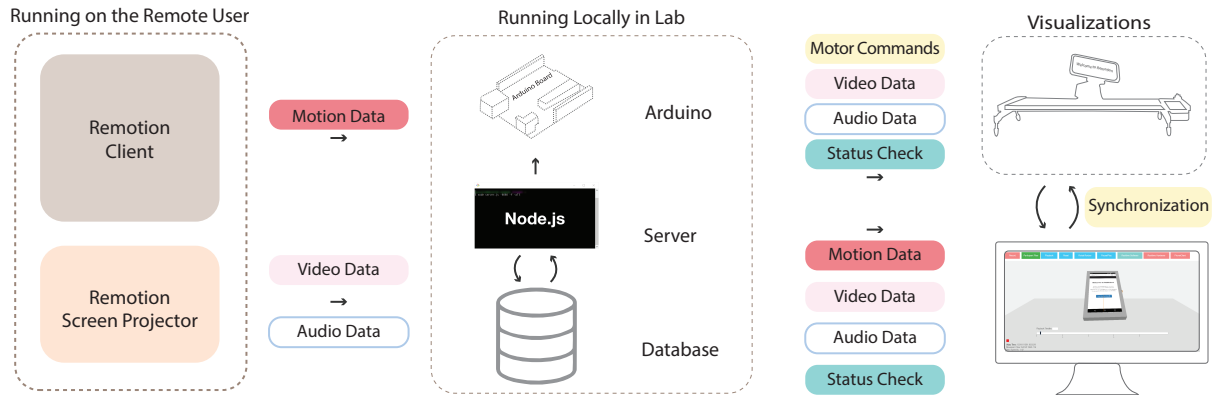 Running on the Remote User
Remotion
Client
Remotion
Screen Projector
Motion Data
→
Video Data
→
Audio Data
Running Locally in Lab
Arduino Board
Arduino
Node.js
Server
Database
Motor Commands
Video Data
Audio Data
Status Check
→
→
Motion Data
Video Data
Audio Data
Status Check
Visualizations
Synchronization